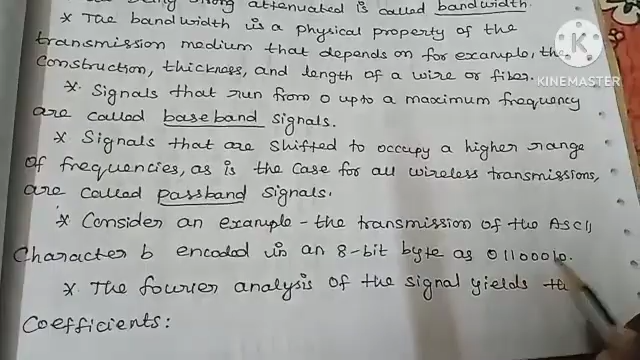 being strong attenuated is called bandwidth.
* The bandwidth is a physical property of the
transmission medium that depends on for example, the
construction, thickness, and length of a wire or fiber.
KINEMASTER
* Signals that run from 0 upto a maximum frequency
are called baseband signals.
* Signals that are shifted to occupy a higher range
of frequencies, as is the case for all wireless transmissions,
are called passband signals.
* Consider an example - the transmission of the ASCII
Character b encoded in an 8-bit byte as 01100010.
* The fourier analysis of the signal yields the
Coefficients: